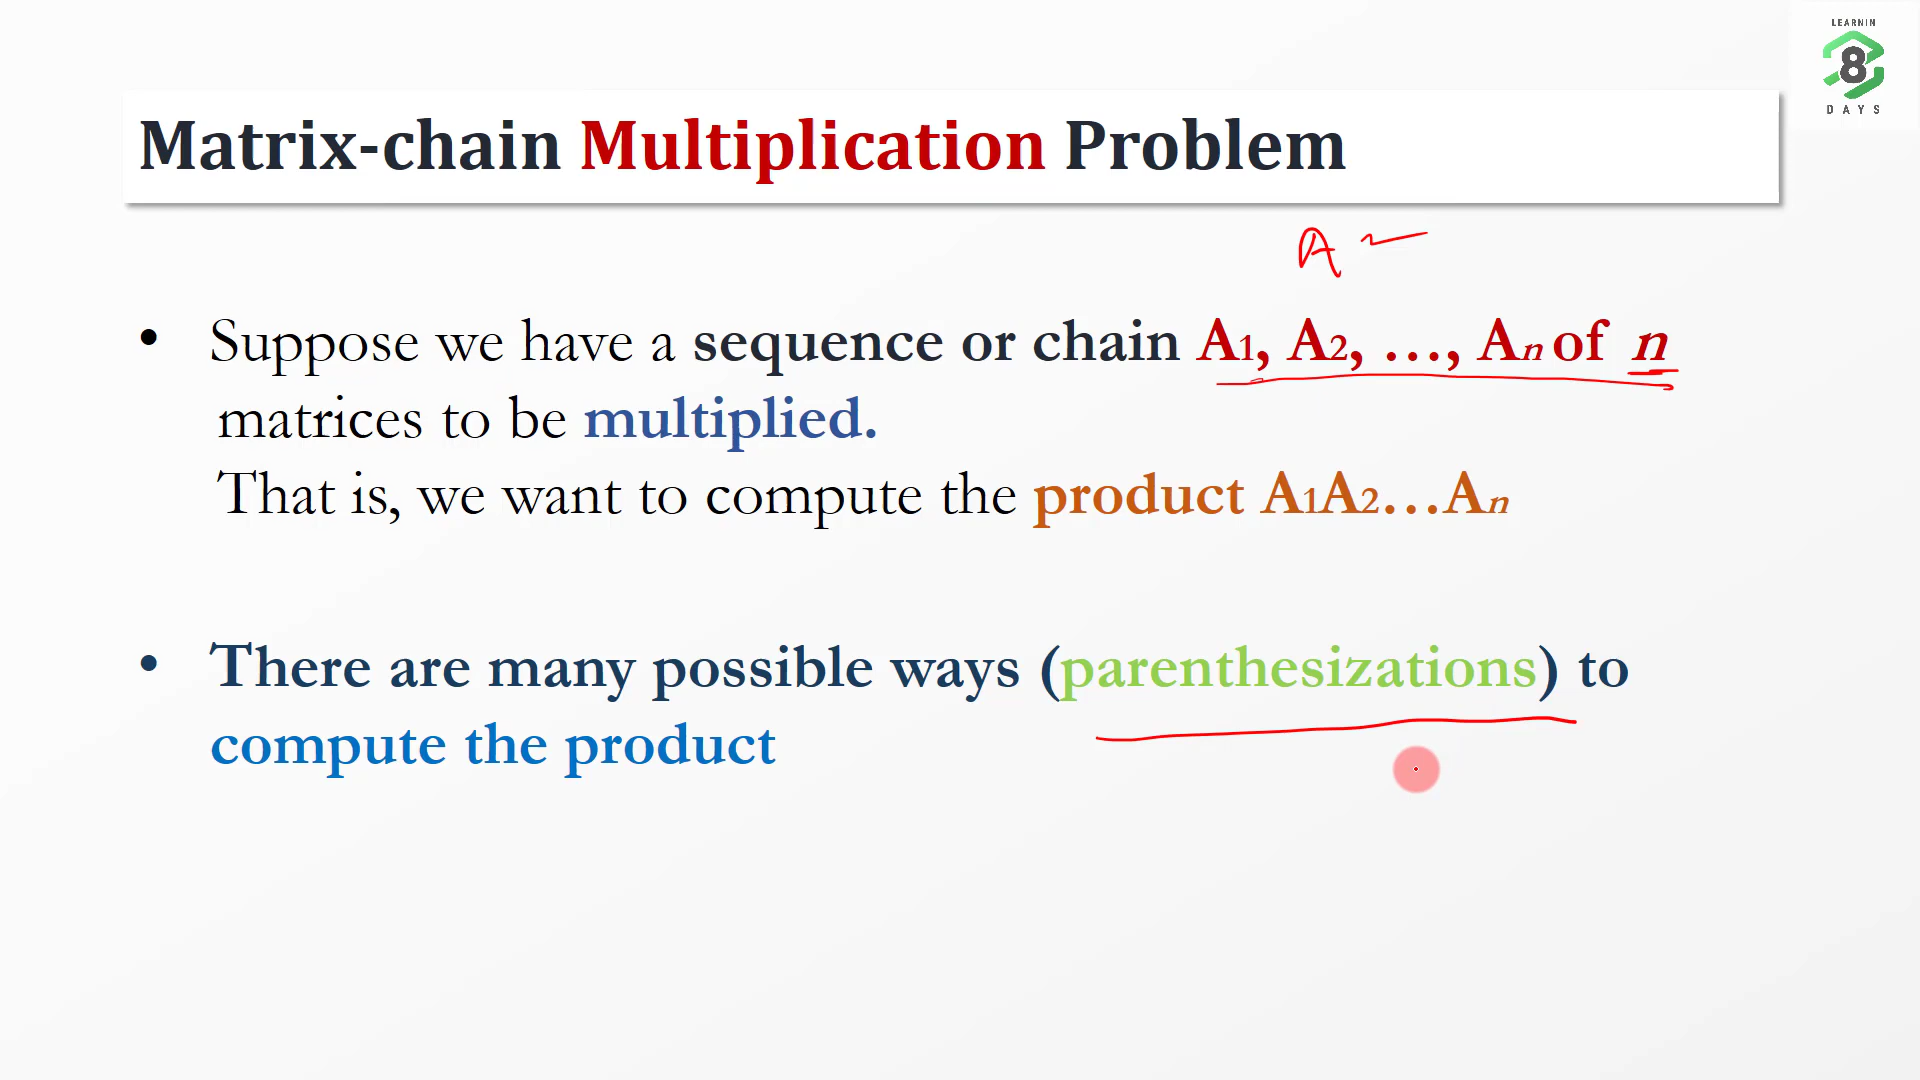 LEARNIN
8
DAYS
Matrix-chain Multiplication Problem
A
• Suppose we have a sequence or chain A1, A2, …, An of n
matrices to be multiplied.
That is, we want to compute the product A1A2…An
• There are many possible ways (parenthesizations) to
compute the product